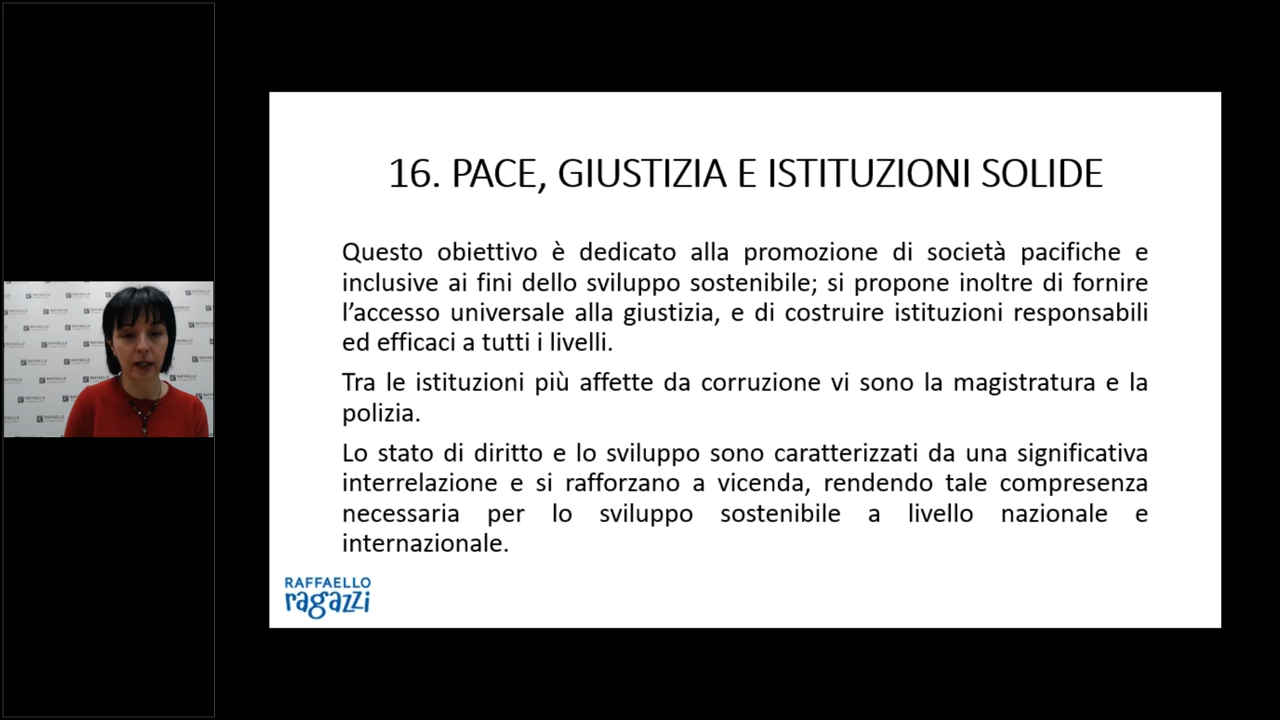 16. PACE, GIUSTIZIA E ISTITUZIONI SOLIDE
Questo obiettivo è dedicato alla promozione di società pacifiche e
inclusive ai fini dello sviluppo sostenibile; si propone inoltre di fornire
l’accesso universale alla giustizia, e di costruire istituzioni responsabili
ed efficaci a tutti i livelli.
Tra le istituzioni più affette da corruzione vi sono la magistratura e la
polizia.
Lo stato di diritto e lo sviluppo sono caratterizzati da una significativa
interrelazione e si rafforzano a vicenda, rendendo tale compresenza
necessaria per lo sviluppo sostenibile a livello nazionale e
internazionale.
RAFFAELLO
ragazzi